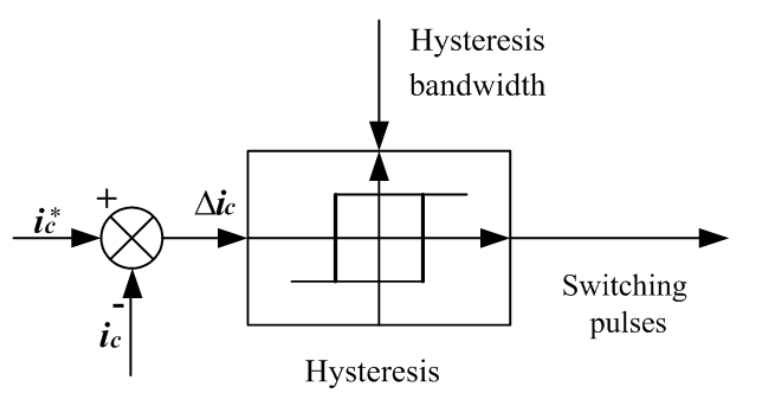 Hysteresis
bandwidth
+
ic*
Δic
-
ic
Switching
pulses
Hysteresis